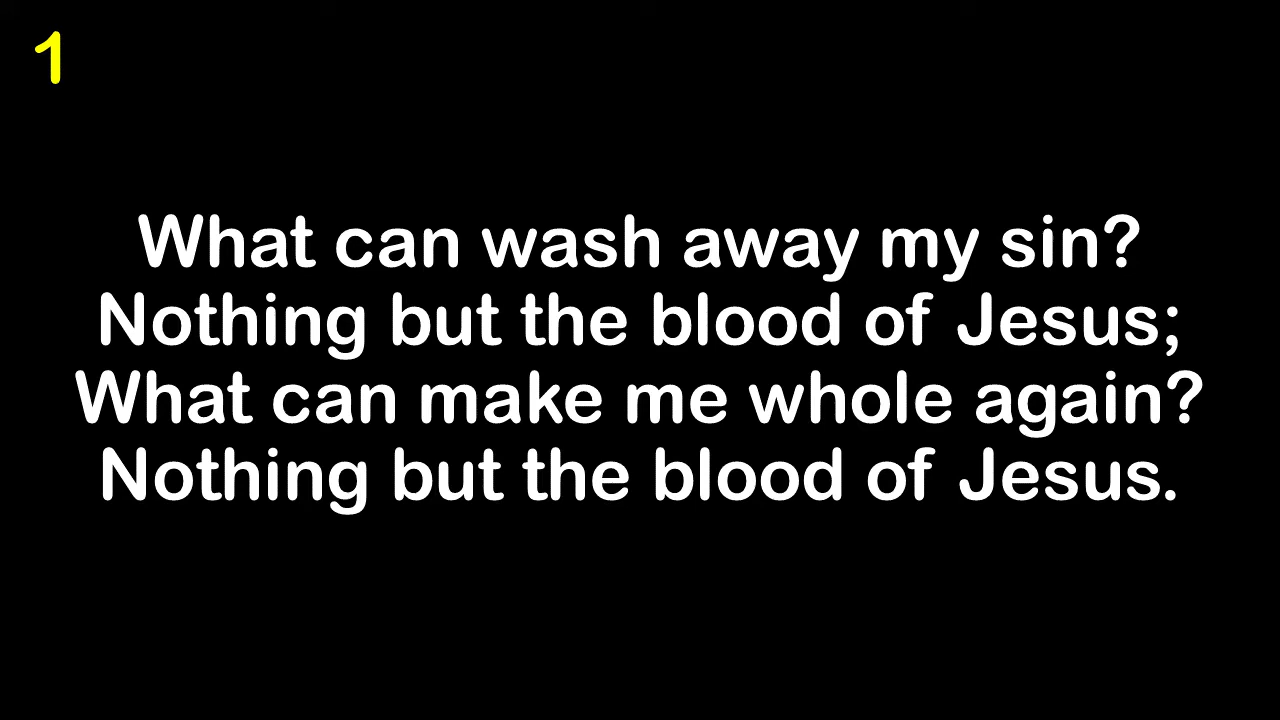 1
What can wash away my sin?
Nothing but the blood of Jesus;
What can make me whole again?
Nothing but the blood of Jesus.